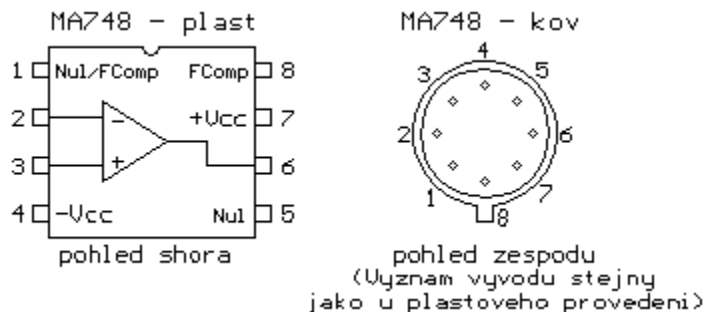 MA748 - plast
1 Nul/FComp FComp 8
2 - +Vcc 7
3 + 6
4 -Vcc Nul 5
pohled shora
MA748 - kov
4
3 5
2 6
1 7
8
pohled zespodu
(Vyznam vyvodu stejny
jako u plastoveho provedeni)